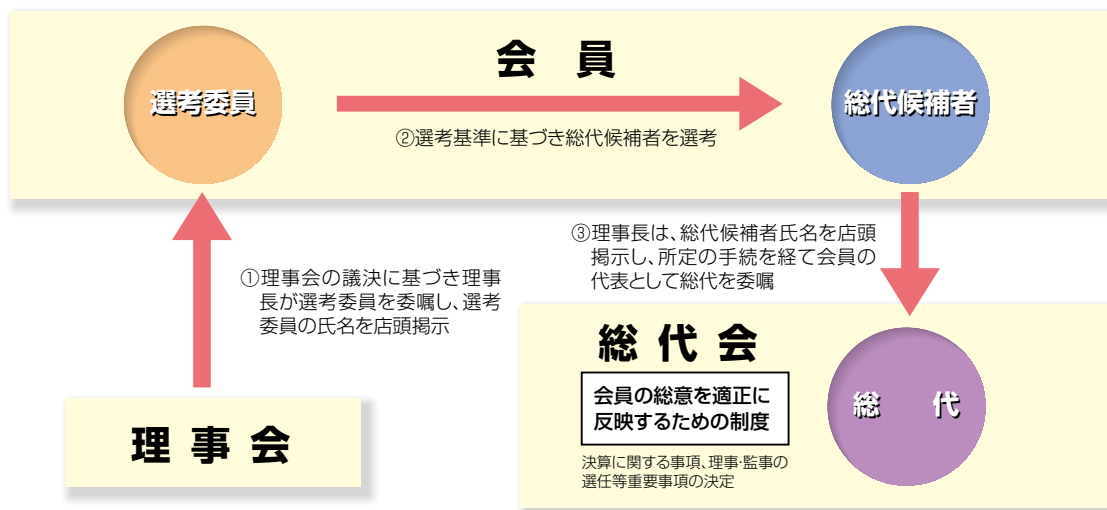 会 員
選考委員
総代候補者
②選考基準に基づき総代候補者を選考
①理事会の議決に基づき理事
長が選考委員を委嘱し、選考
委員の氏名を店頭掲示
③理事長は、総代候補者氏名を店頭
掲示し、所定の手続を経て会員の
代表として総代を委嘱
理 事 会
総 代 会
会員の総意を適正に
反映するための制度
総 代
決算に関する事項、理事・監事の
選任等重要事項の決定